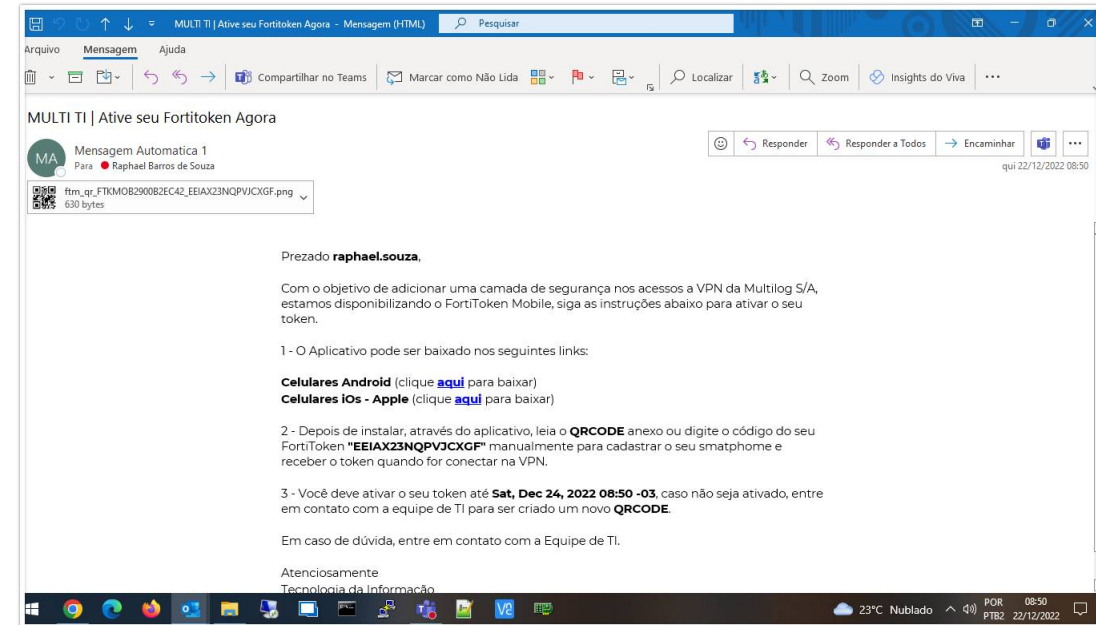 MULTI TI | Ative seu Fortitoken Agora - Mensagem (HTML)
Pesquisar
Arquivo Mensagem Ajuda
Compartilhar no Teams Marcar como Não Lida Localizar Zoom Insights do Viva
MULTI TI | Ative seu Fortitoken Agora
MA
Mensagem Automatica 1
Para Raphael Barros de Souza
Responder Responder a Todos Encaminhar
qui 22/12/2022 08:50
ftm_qr_FTKMOB2900B2EC42_EEIAX23NQPVJCXGF.png
630 bytes
Prezado raphael.souza,
Com o objetivo de adicionar uma camada de segurança nos acessos a VPN da Multilog S/A,
estamos disponibilizando o FortiToken Mobile, siga as instruções abaixo para ativar o seu
token.
1 - O Aplicativo pode ser baixado nos seguintes links:
Celulares Android (clique aqui para baixar)
Celulares iOs - Apple (clique aqui para baixar)
2 - Depois de instalar, através do aplicativo, leia o QRCODE anexo ou digite o código do seu
FortiToken "EEIAX23NQPVJCXGF" manualmente para cadastrar o seu smatphome e
receber o token quando for conectar na VPN.
3 - Você deve ativar o seu token até Sat, Dec 24, 2022 08:50 -03, caso não seja ativado, entre
em contato com a equipe de TI para ser criado um novo QRCODE.
Em caso de dúvida, entre em contato com a Equipe de TI.
Atenciosamente
Tecnologia da Informação
23°C Nublado
POR
PTB2
08:50
22/12/2022